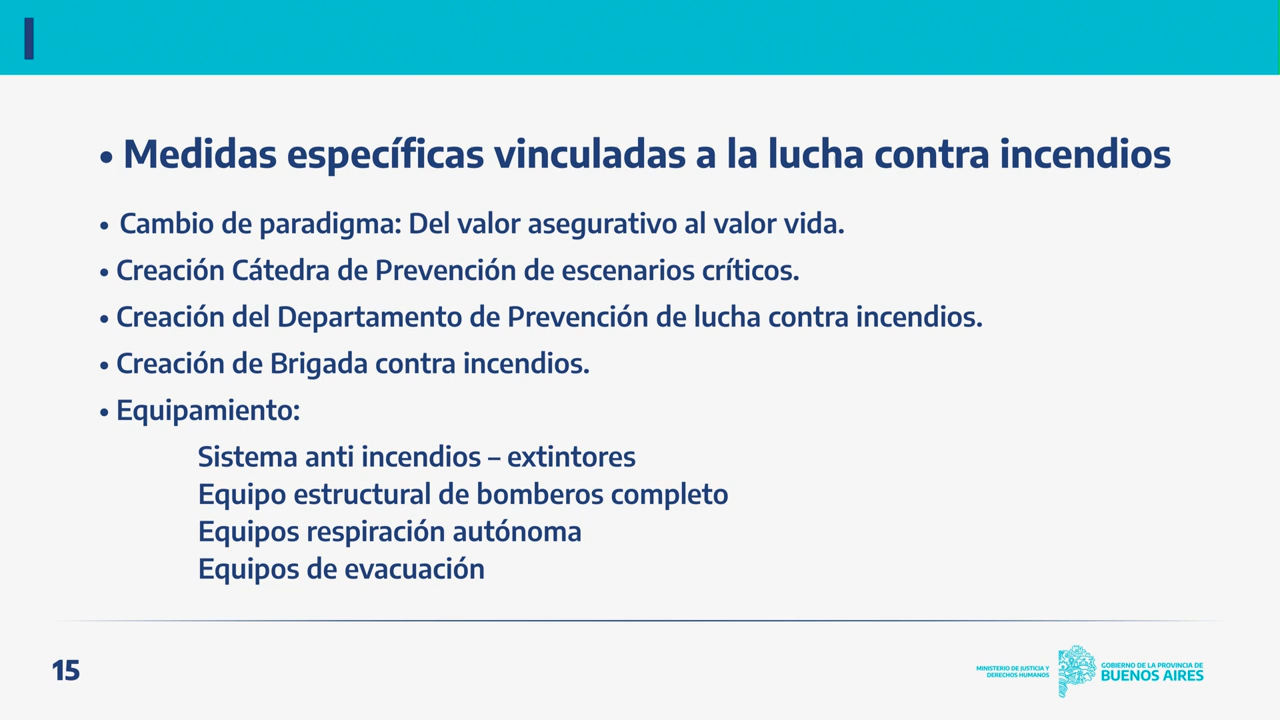 • Medidas específicas vinculadas a la lucha contra incendios
• Cambio de paradigma: Del valor asegurativo al valor vida.
• Creación Cátedra de Prevención de escenarios críticos.
• Creación del Departamento de Prevención de lucha contra incendios.
• Creación de Brigada contra incendios.
• Equipamiento:
Sistema anti incendios – extintores
Equipo estructural de bomberos completo
Equipos respiración autónoma
Equipos de evacuación
15
MINISTERIO DE JUSTICIA Y
DERECHOS HUMANOS
GOBIERNO DE LA PROVINCIA DE
BUENOS AIRES